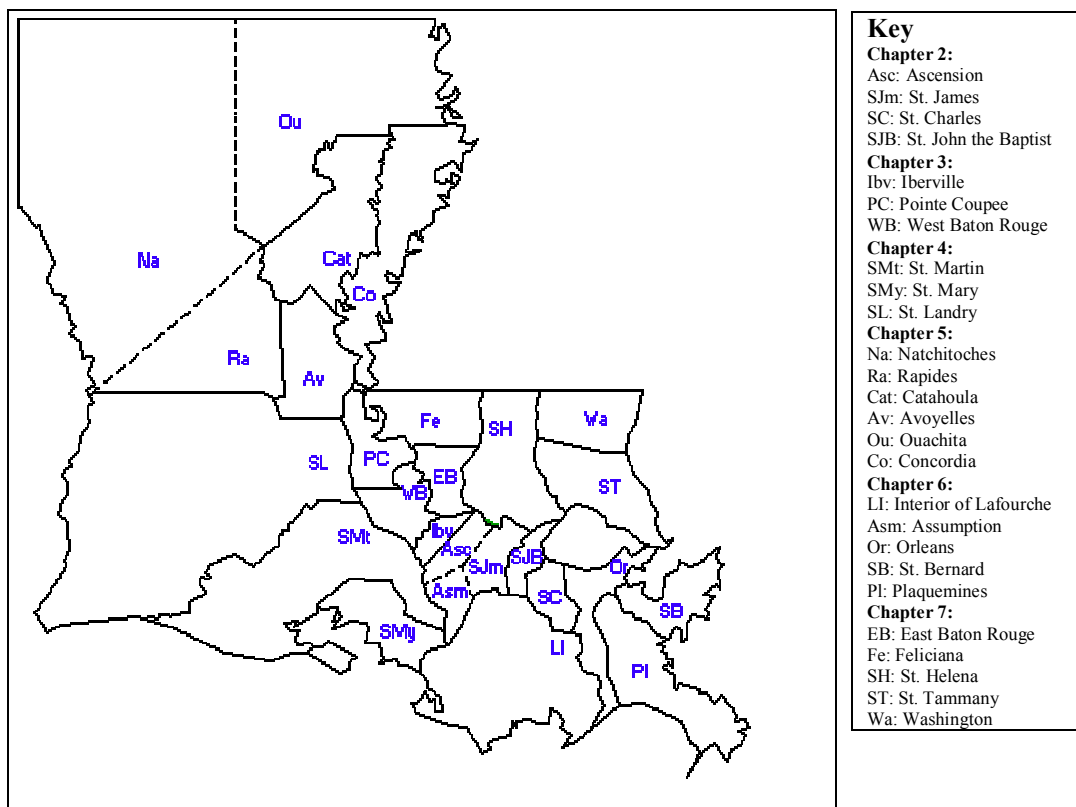 Ou
Na
Cat
Co
Ra
Av
Fe
SH
Wa
PC
SL
EB
ST
WB
Ibv
SMt
Asc
SJm
SJB
Or
Asm
SC
SB
SMy
LI
Pl
Key
Chapter 2:
Asc: Ascension
SJm: St. James
SC: St. Charles
SJB: St. John the Baptist
Chapter 3:
Ibv: Iberville
PC: Pointe Coupee
WB: West Baton Rouge
Chapter 4:
SMt: St. Martin
SMy: St. Mary
SL: St. Landry
Chapter 5:
Na: Natchitoches
Ra: Rapides
Cat: Catahoula
Av: Avoyelles
Ou: Ouachita
Co: Concordia
Chapter 6:
LI: Interior of Lafourche
Asm: Assumption
Or: Orleans
SB: St. Bernard
Pl: Plaquemines
Chapter 7:
EB: East Baton Rouge
Fe: Feliciana
SH: St. Helena
ST: St. Tammany
Wa: Washington